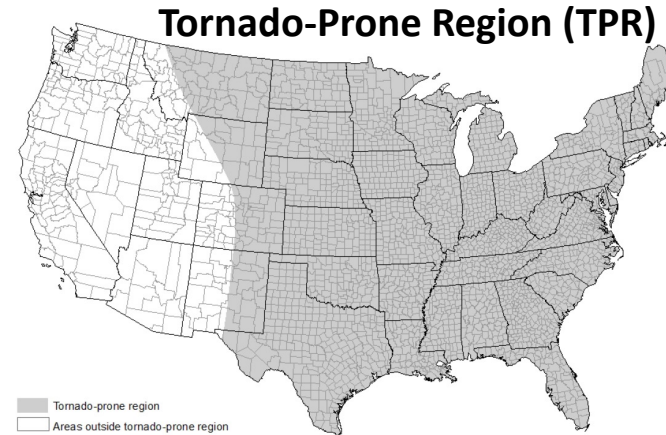 Tornado-Prone Region (TPR)
Tornado-prone region
Areas outside tornado-prone region